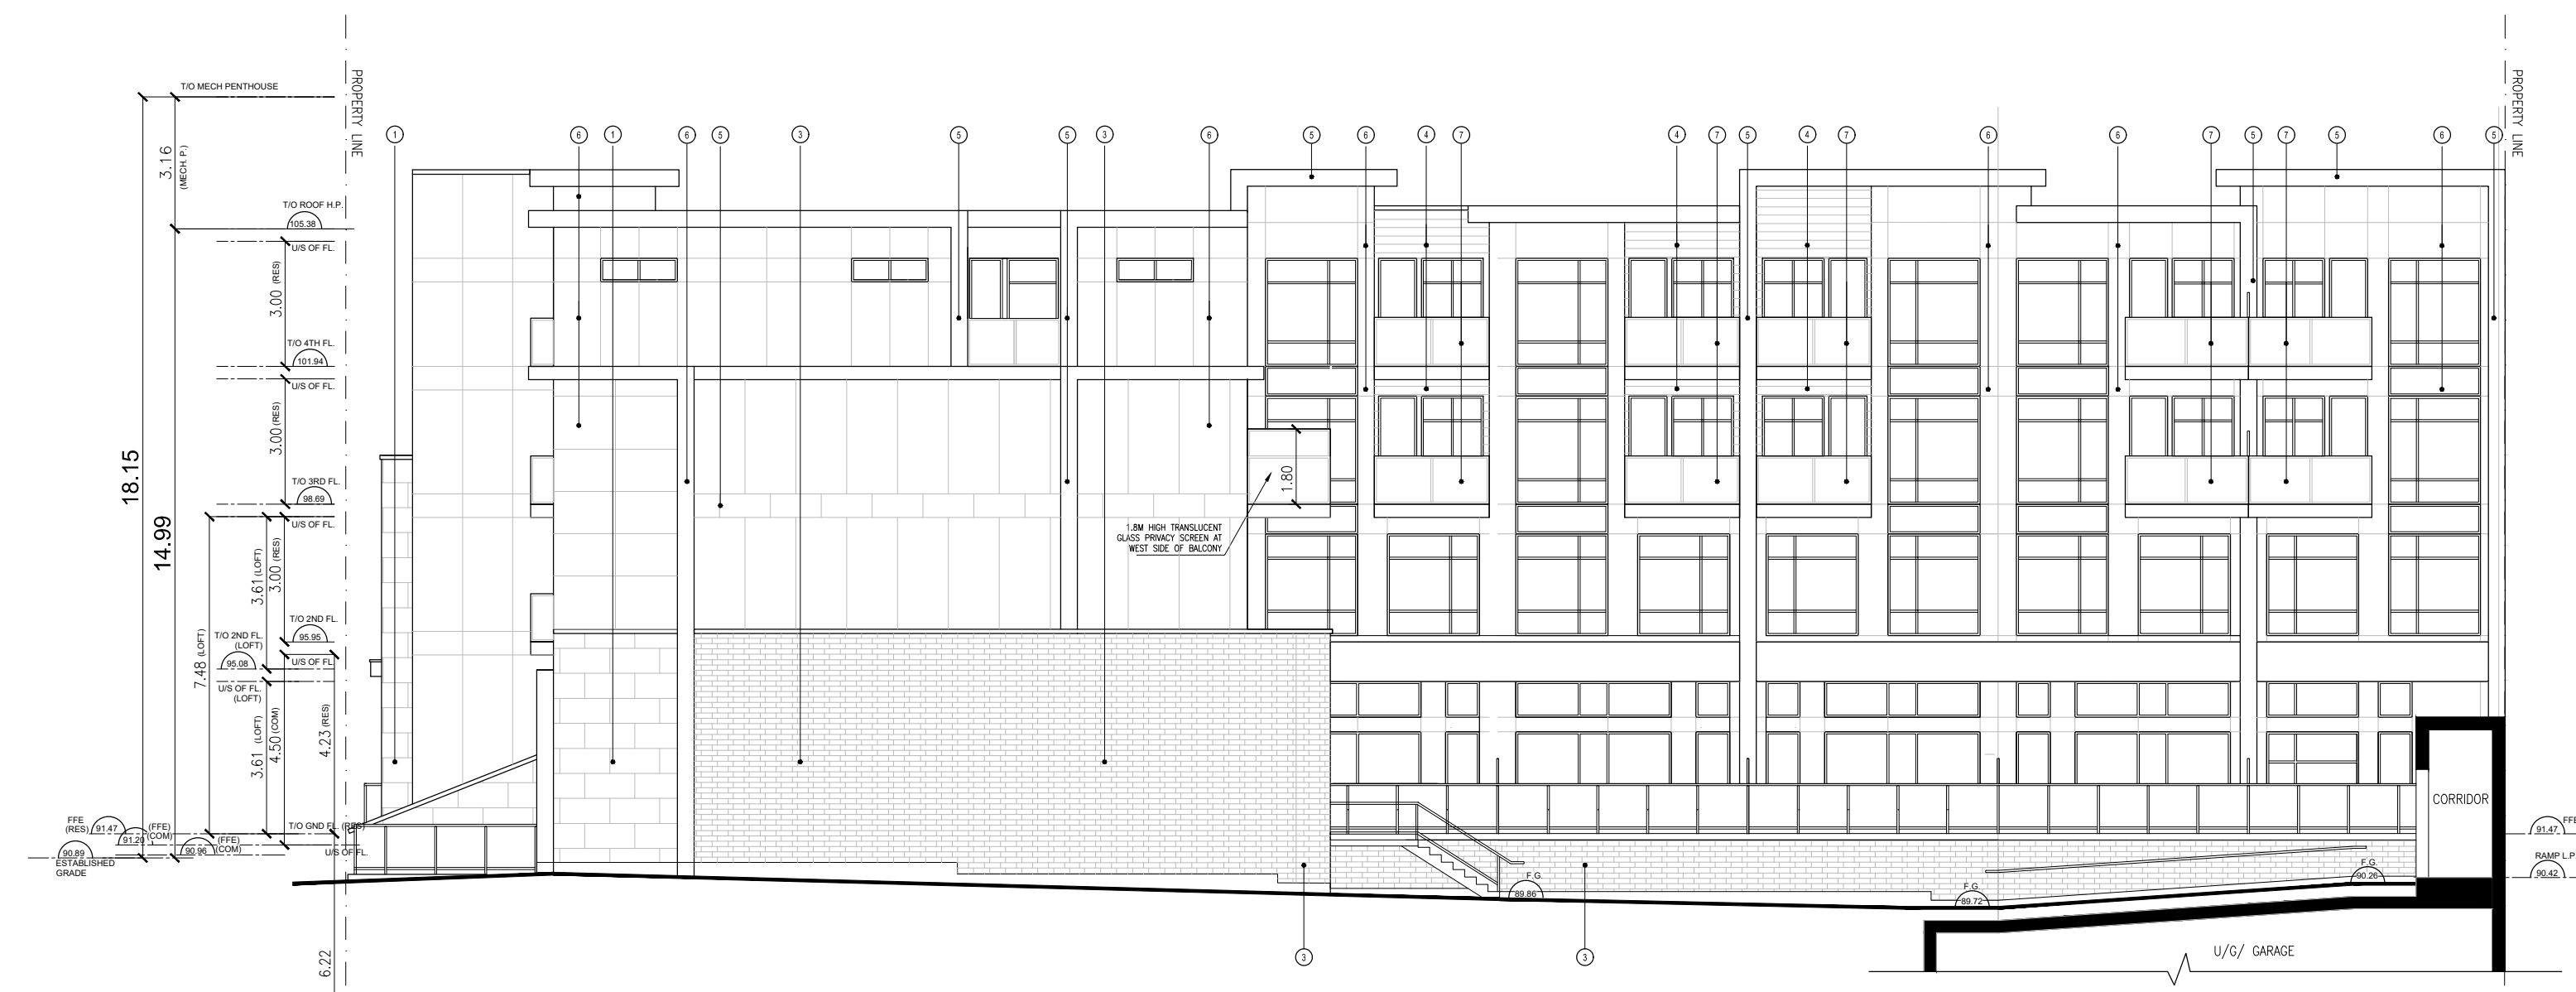 PROPERTY LINE
PROPERTY LINE
T/O MECH PENTHOUSE
1
6
1
6
5
3
5
5
3
6
5
6
4
7
4
7
5
4
7
6
6
7
5
7
5
6
5
3.16
(MECH. P.)
T/O ROOF H.P.
105.38
U/S OF FL.
3.00 (RES)
T/O 4TH FL.
101.94
U/S OF FL.
3.00 (RES)
18.15
14.99
T/O 3RD FL.
98.69
U/S OF FL.
1.80
1.8M HIGH TRANSLUCENT
GLASS PRIVACY SCREEN AT
WEST SIDE OF BALCONY
7.48 (LOFT)
3.61 (LOFT)
3.00 (RES)
T/O 2ND FL.
95.95
T/O 2ND FL.
(LOFT)
95.08
U/S OF FL.
U/S OF FL.
(LOFT)
3.61 (LOFT)
4.50 (COM)
4.23 (RES)
CORRIDOR
FFE
(RES)
91.47
91.20
(FFE)
(COM)
T/O GND FL. (RES)
90.96
(FFE)
(COM)
U/S OF FL.
90.89
ESTABLISHED
GRADE
FFE
91.47
RAMP L.P
90.42
F.G.
89.86
F.G.
89.72
F.G.
90.26
6.22
3
3
U/G/ GARAGE